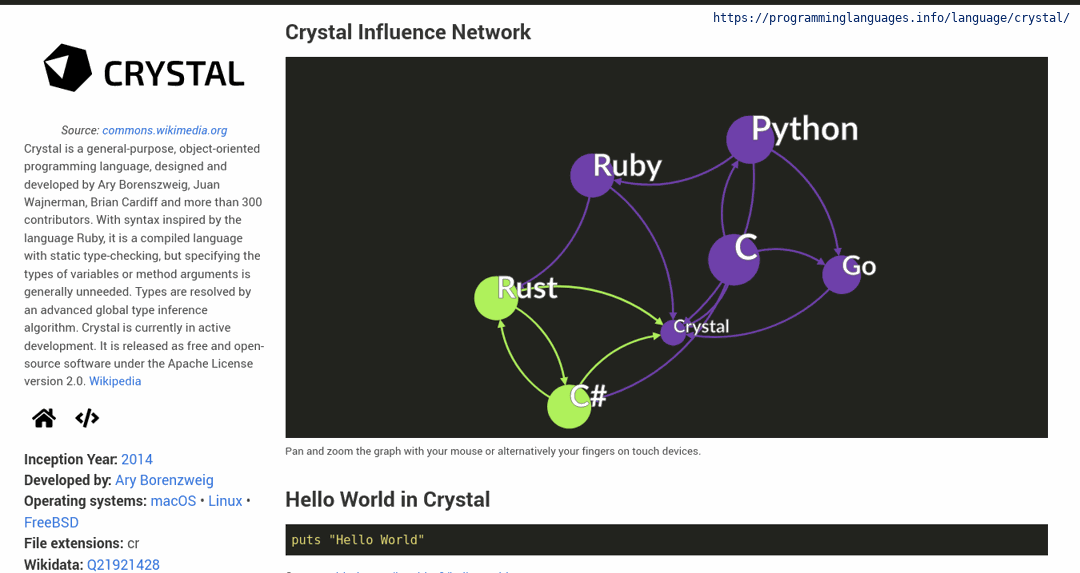 https://programminglanguages.info/language/crystal/
CRYSTAL
Source: commons.wikimedia.org
Crystal is a general-purpose, object-oriented
programming language, designed and
developed by Ary Borenszweig, Juan
Wajnerman, Brian Cardiff and more than 300
contributors. With syntax inspired by the
language Ruby, it is a compiled language
with static type-checking, but specifying the
types of variables or method arguments is
generally unneeded. Types are resolved by
an advanced global type inference
algorithm. Crystal is currently in active
development. It is released as free and open-
source software under the Apache License
version 2.0. Wikipedia
Inception Year: 2014
Developed by: Ary Borenzweig
Operating systems: macOS • Linux •
FreeBSD
File extensions: cr
Wikidata: Q21921428
Crystal Influence Network
Python
Ruby
C
Go
Rust
Crystal
C#
Pan and zoom the graph with your mouse or alternatively your fingers on touch devices.
Hello World in Crystal
puts "Hello World"